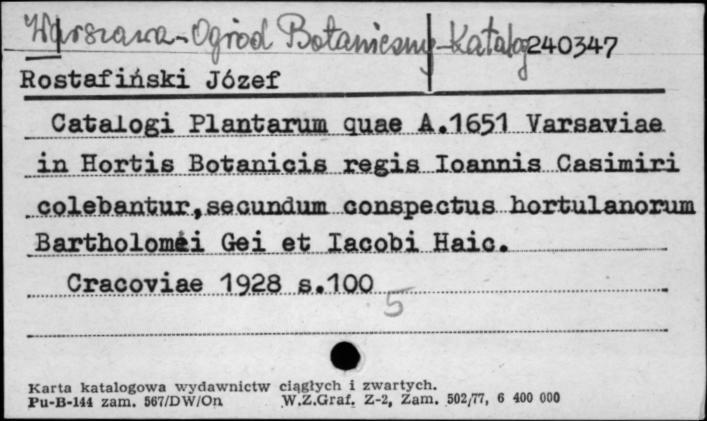 Warszawa-Ogród Botaniczny-Katalog 240347
Rostafiński Józef
Catalogi Plantarum quae A.1651 Varsaviae
in Hortis Botanicis regis Ioannis Casimiri
colebantur,secundum conspectus hortulanorum
Bartholomei Gei et Iacobi Haic.
Cracoviae 1928 s.100
5
Karta katalogowa wydawnictw ciągłych i zwartych.
Pu-B-144 zam. 567/DW/On W.Z.Graf. Z-2, Zam. 502/77, 6 400 000